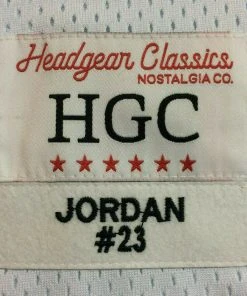 Headgear Classics
NOSTALGIA CO.
HGC
JORDAN
#23